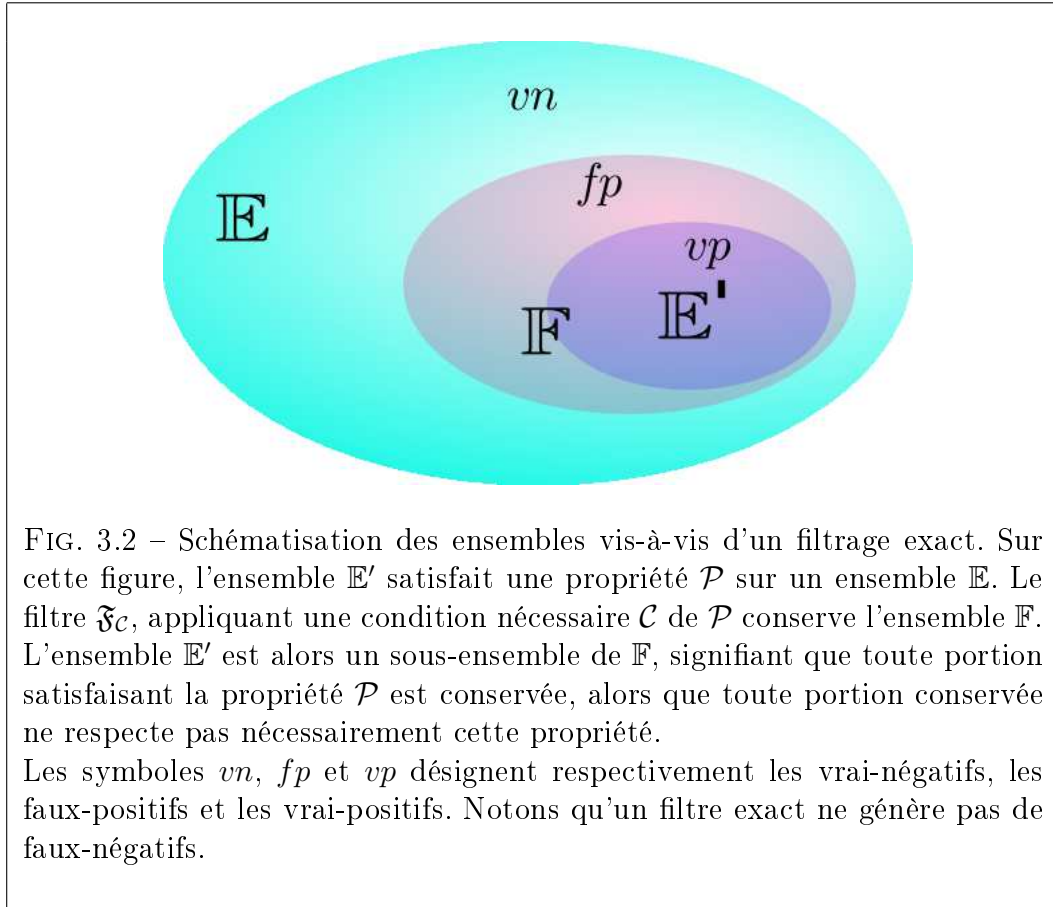 vn
fp
𝔼
vp
𝔼'
𝔽
FIG. 3.2 – Schématisation des ensembles vis-à-vis d'un filtrage exact. Sur
cette figure, l'ensemble 𝔼′ satisfait une propriété 𝒫 sur un ensemble 𝔼. Le
filtre 𝔉𝒞, appliquant une condition nécessaire 𝒞 de 𝒫 conserve l'ensemble 𝔽.
L'ensemble 𝔼′ est alors un sous-ensemble de 𝔽, signifiant que toute portion
satisfaisant la propriété 𝒫 est conservée, alors que toute portion conservée
ne respecte pas nécessairement cette propriété.
Les symboles vn, fp et vp désignent respectivement les vrai-négatifs, les
faux-positifs et les vrai-positifs. Notons qu'un filtre exact ne génère pas de
faux-négatifs.